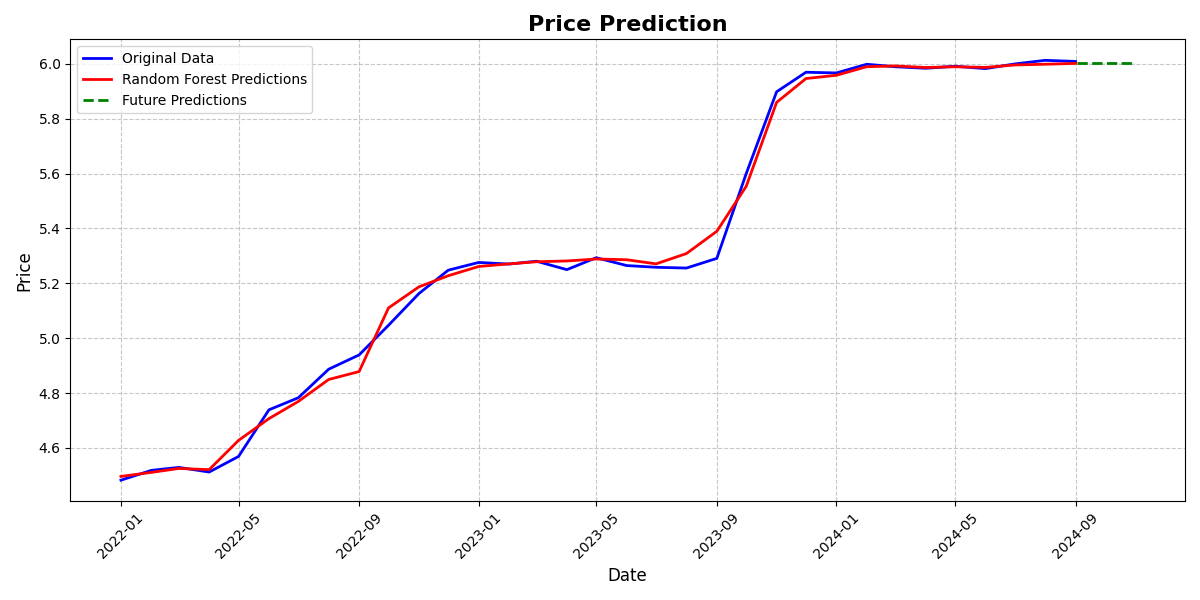 Price Prediction
Original Data
Random Forest Predictions
Future Predictions
Price
6.0
5.8
5.6
5.4
5.2
5.0
4.8
4.6
2022-01
2022-05
2022-09
2023-01
2023-05
2023-09
2024-01
2024-05
2024-09
Date